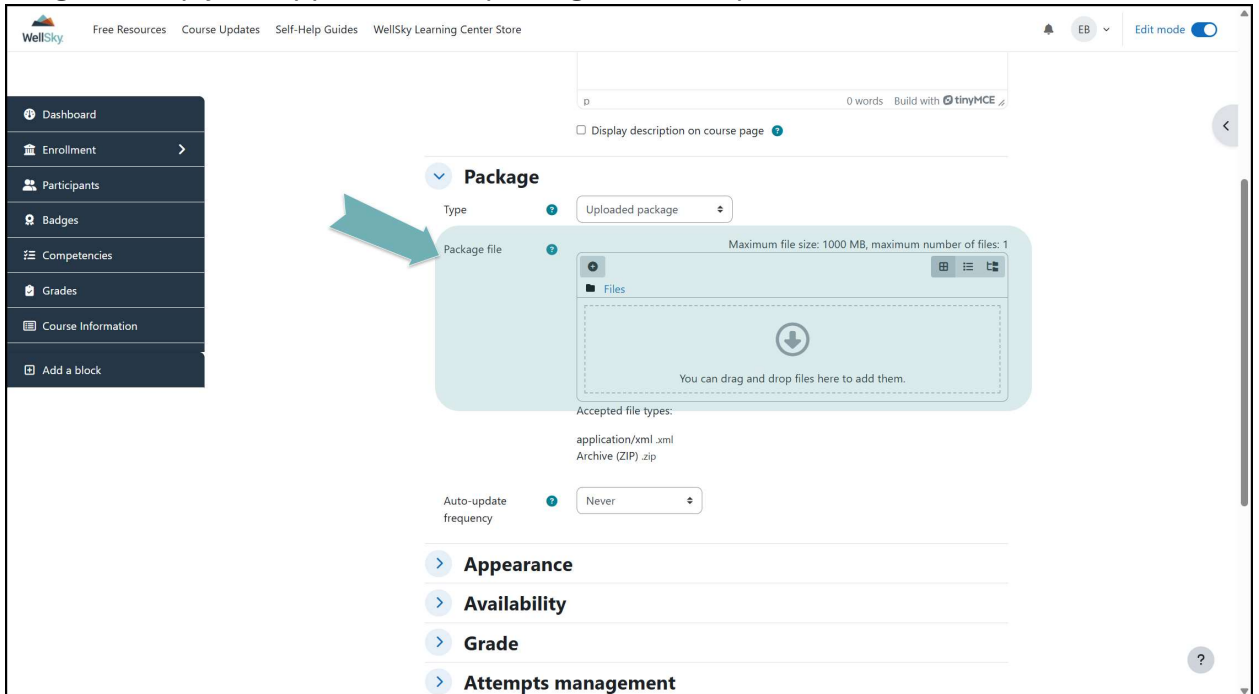 WellSky
Free Resources Course Updates Self-Help Guides WellSky Learning Center Store
EB
Edit mode
p
0 words Build with tinyMCE
Display description on course page
Dashboard
Enrollment
Participants
Badges
Competencies
Grades
Course Information
Add a block
Package
Type
Uploaded package
Package file
Maximum file size: 1000 MB, maximum number of files: 1
Files
You can drag and drop files here to add them.
Accepted file types:
application/xml .xml
Archive (ZIP) .zip
Auto-update
frequency
Never
Appearance
Availability
Grade
Attempts management
?